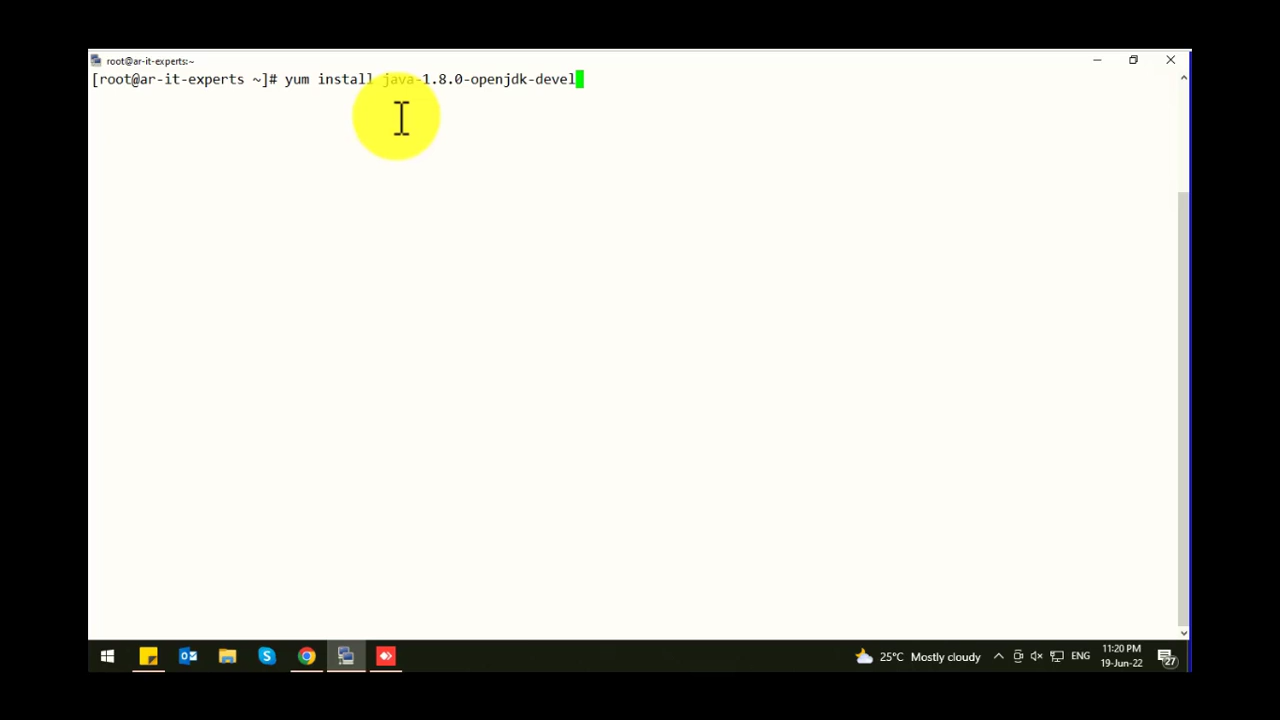 root@ar-it-experts:~
[root@ar-it-experts ~]# yum install java-1.8.0-openjdk-devel
25°C Mostly cloudy
ENG
11:20 PM
19-Jun-22
27